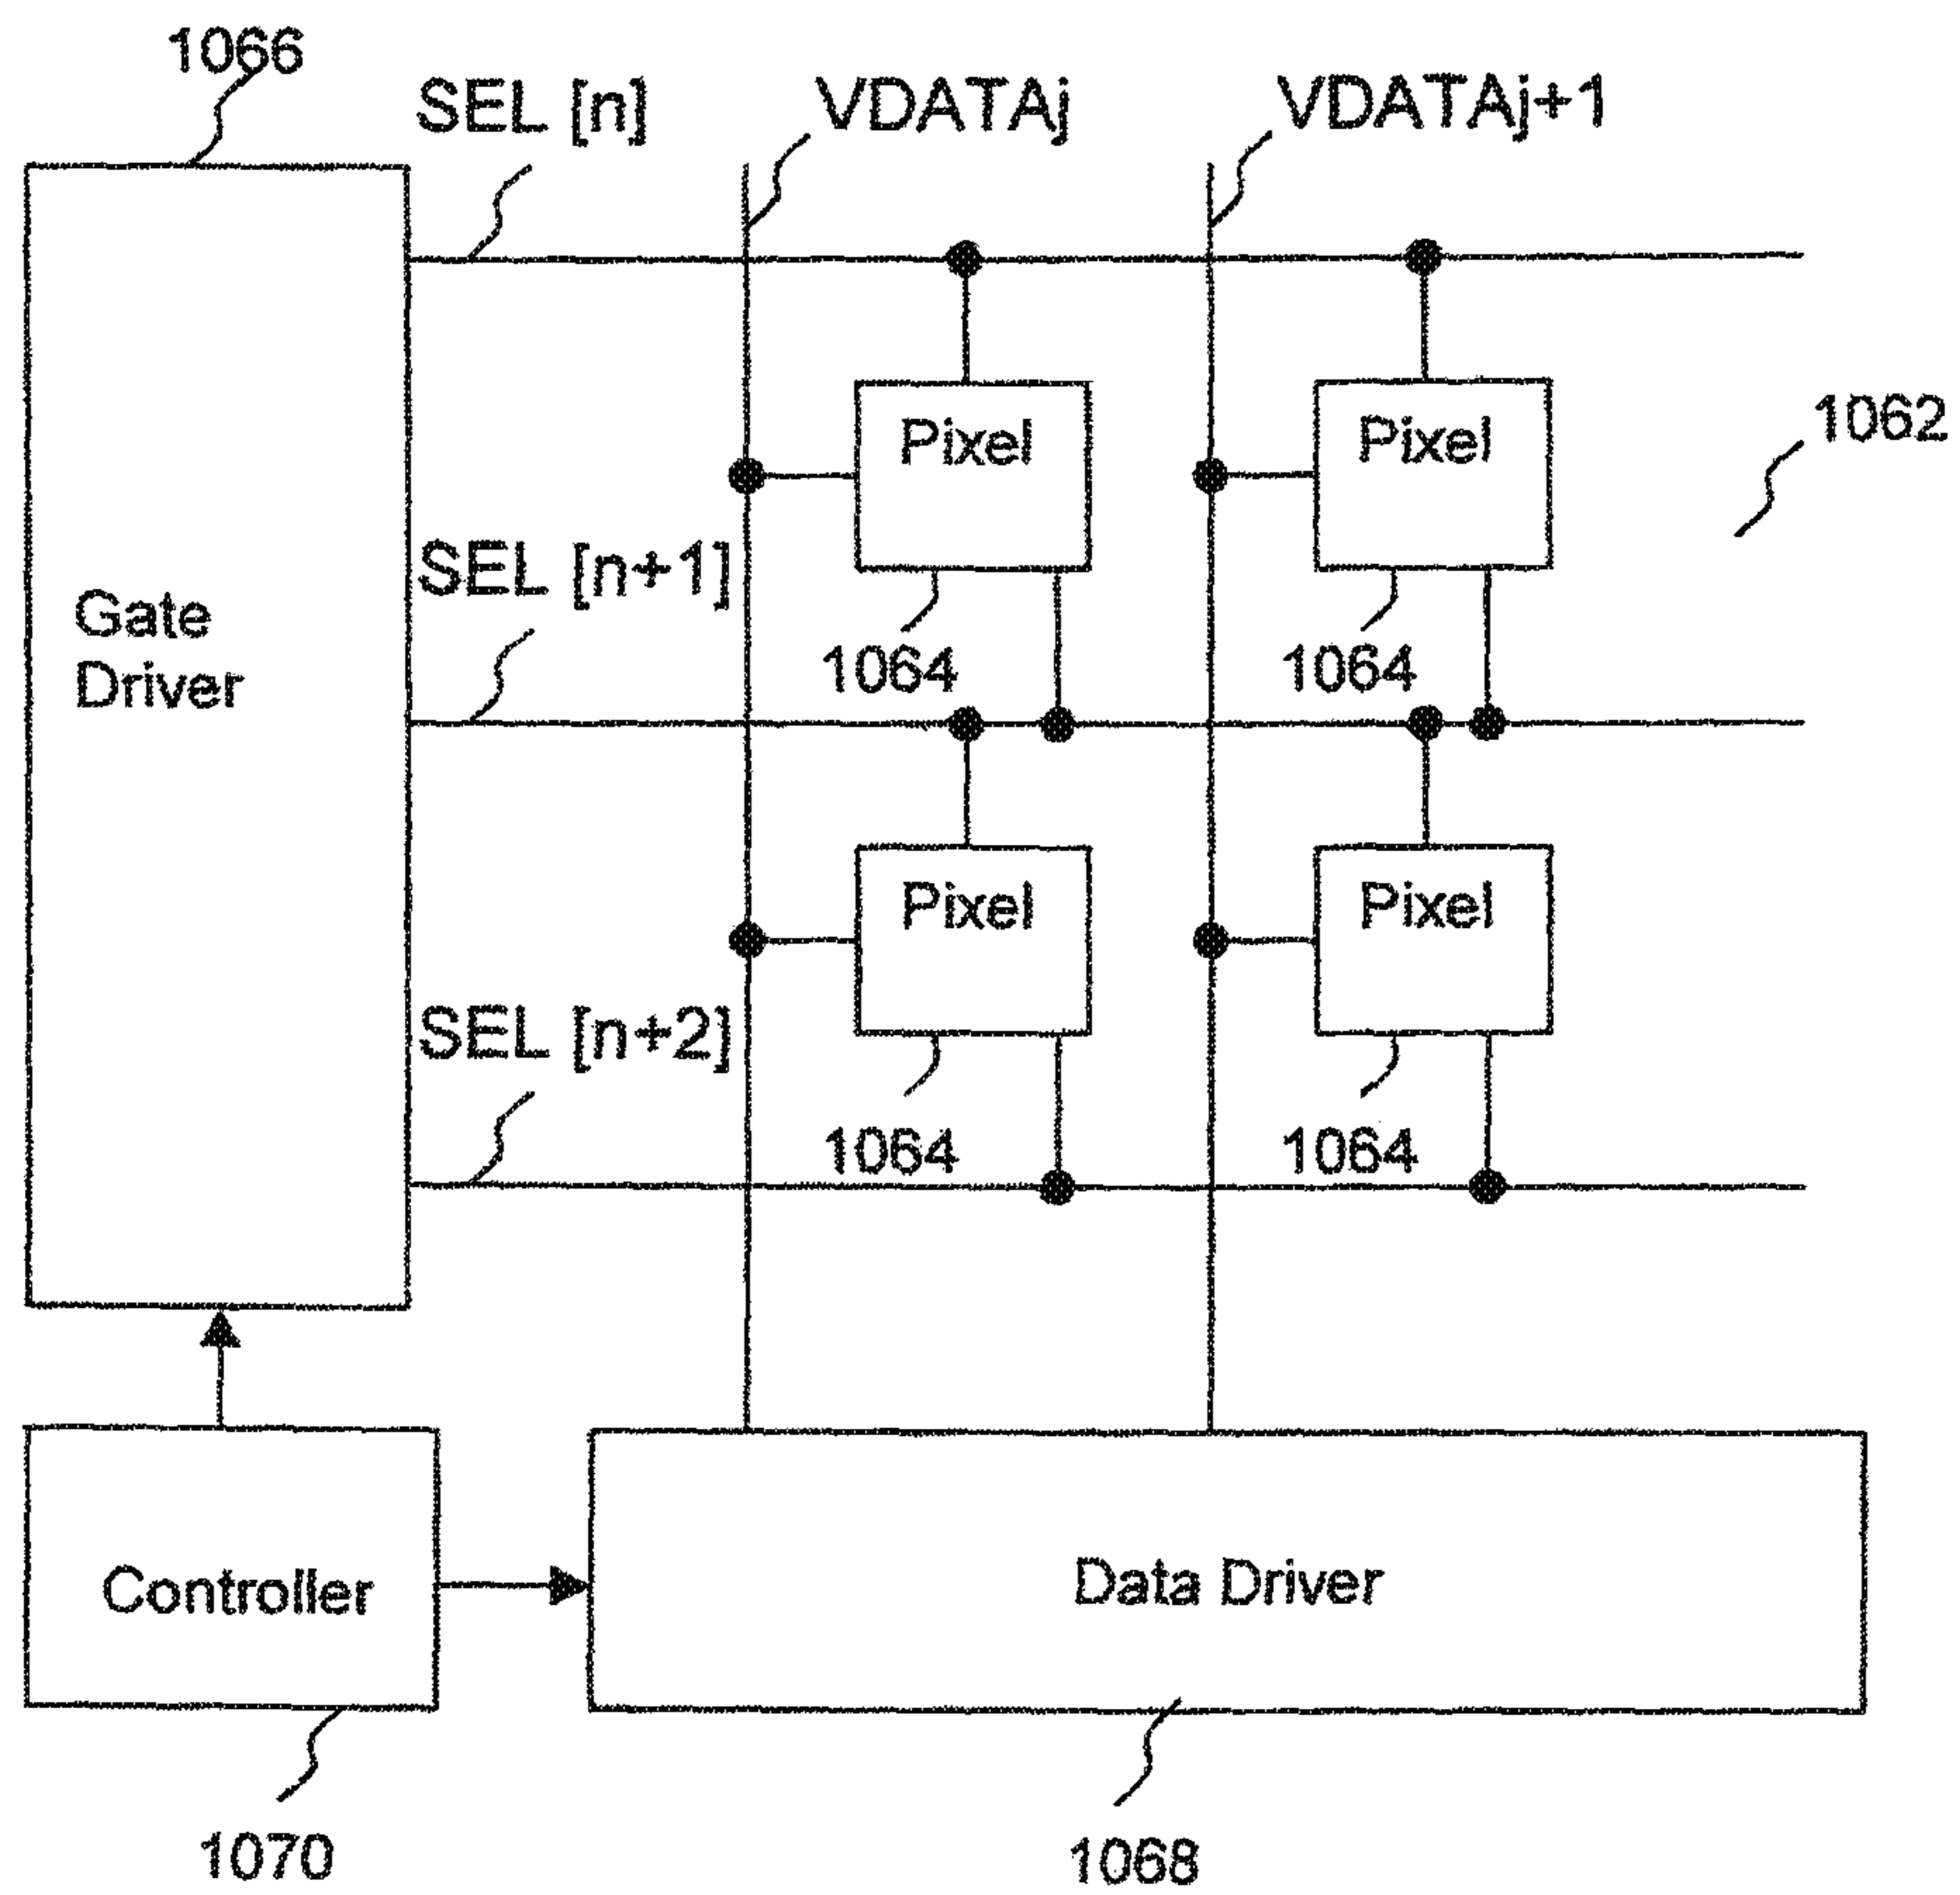 1066
SEL [n]
VDATAj
VDATAj+1
Pixel
Pixel
1062
SEL [n+1]
Gate
Driver
1064
1064
Pixel
Pixel
SEL [n+2]
1064
1064
Controller
Data Driver
1070
1068